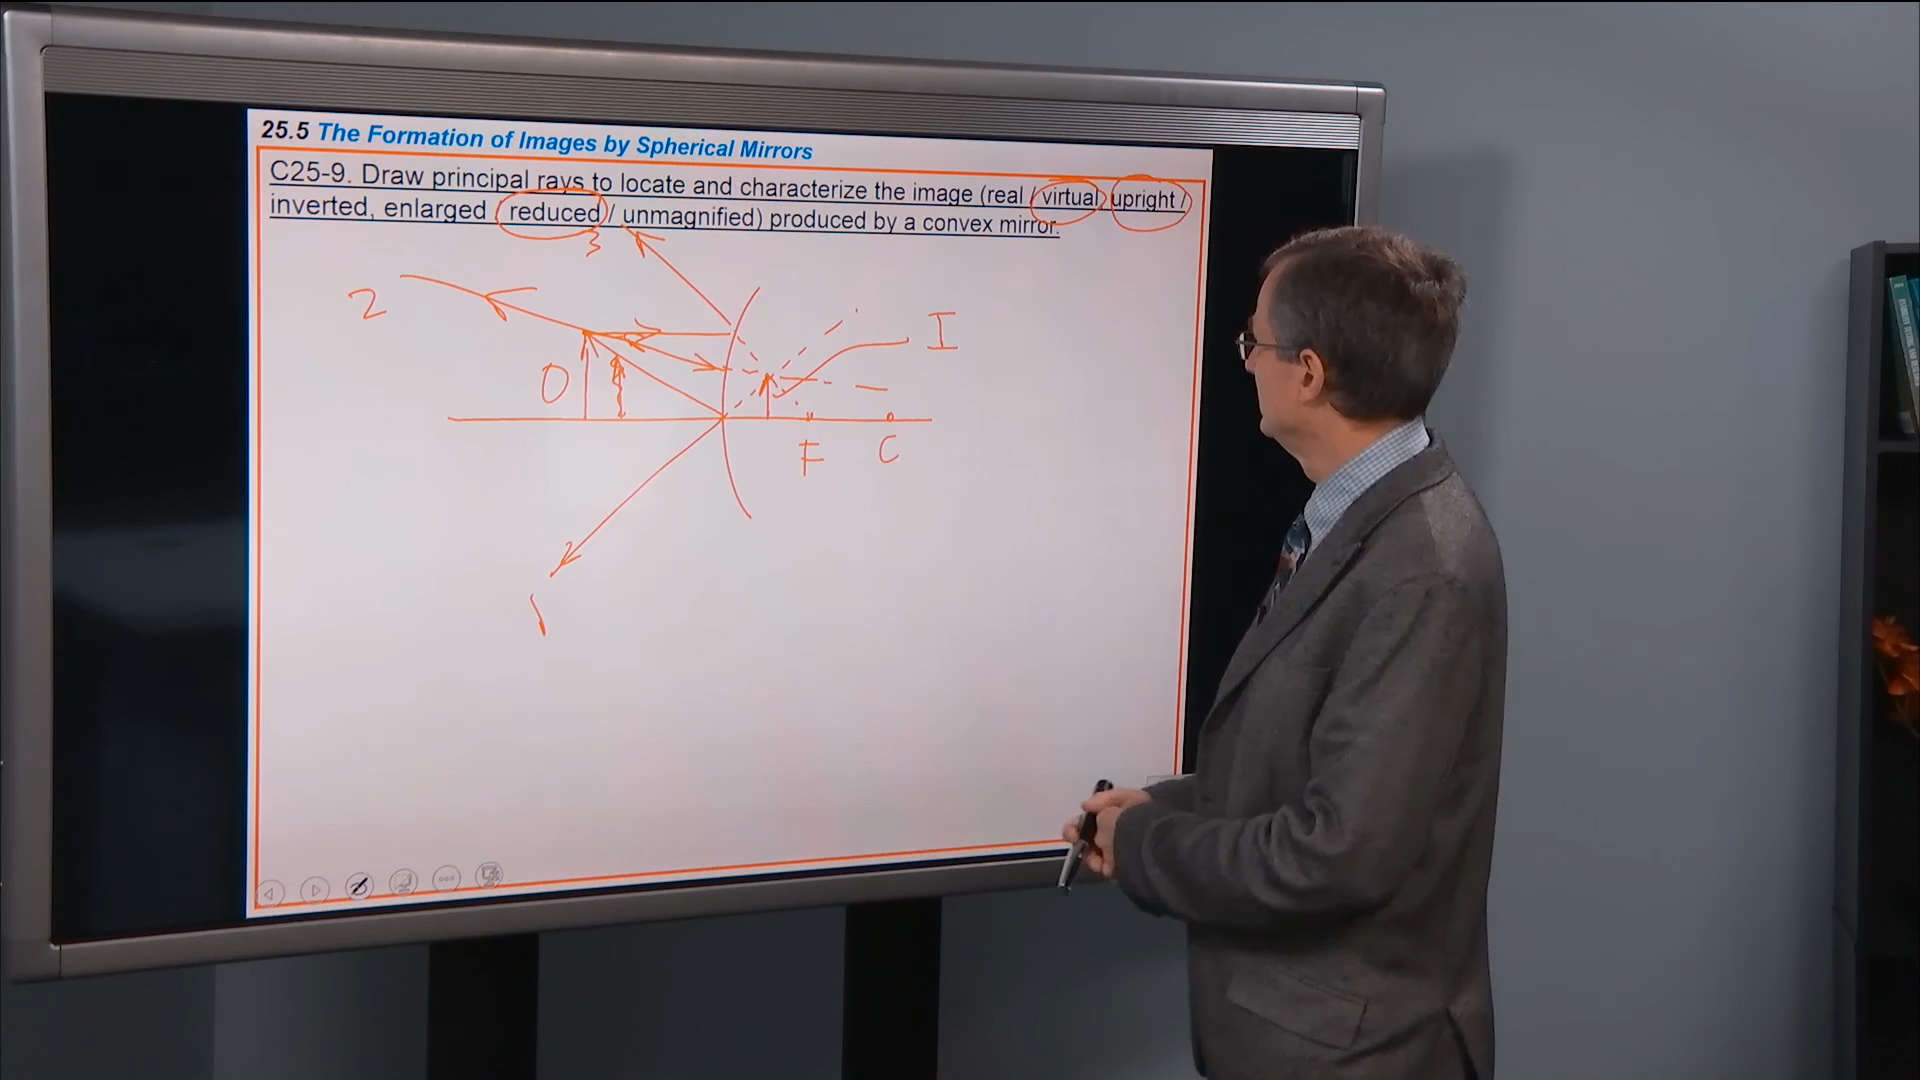 25.5 The Formation of Images by Spherical Mirrors
C25-9. Draw principal rays to locate and characterize the image (real / virtual, upright /
inverted, enlarged / reduced / unmagnified) produced by a convex mirror.
3
2
I
O
F C
1